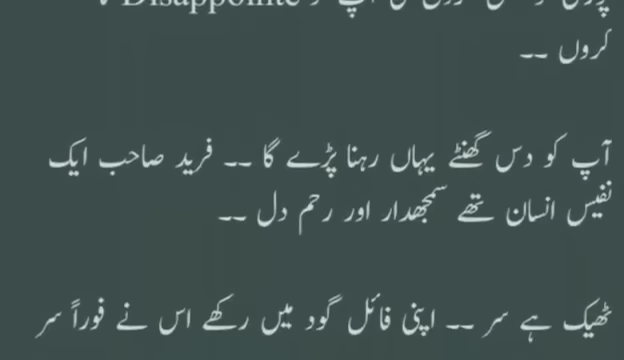 Disappointe
کروں --
آپ کو دس گھنٹے یہاں رہنا پڑے گا -- فرید صاحب ایک
نفیس انسان تھے سمجھدار اور رحم دل --
ٹھیک ہے سر -- اپنی فائل گود میں رکھے اس نے فوراً سر